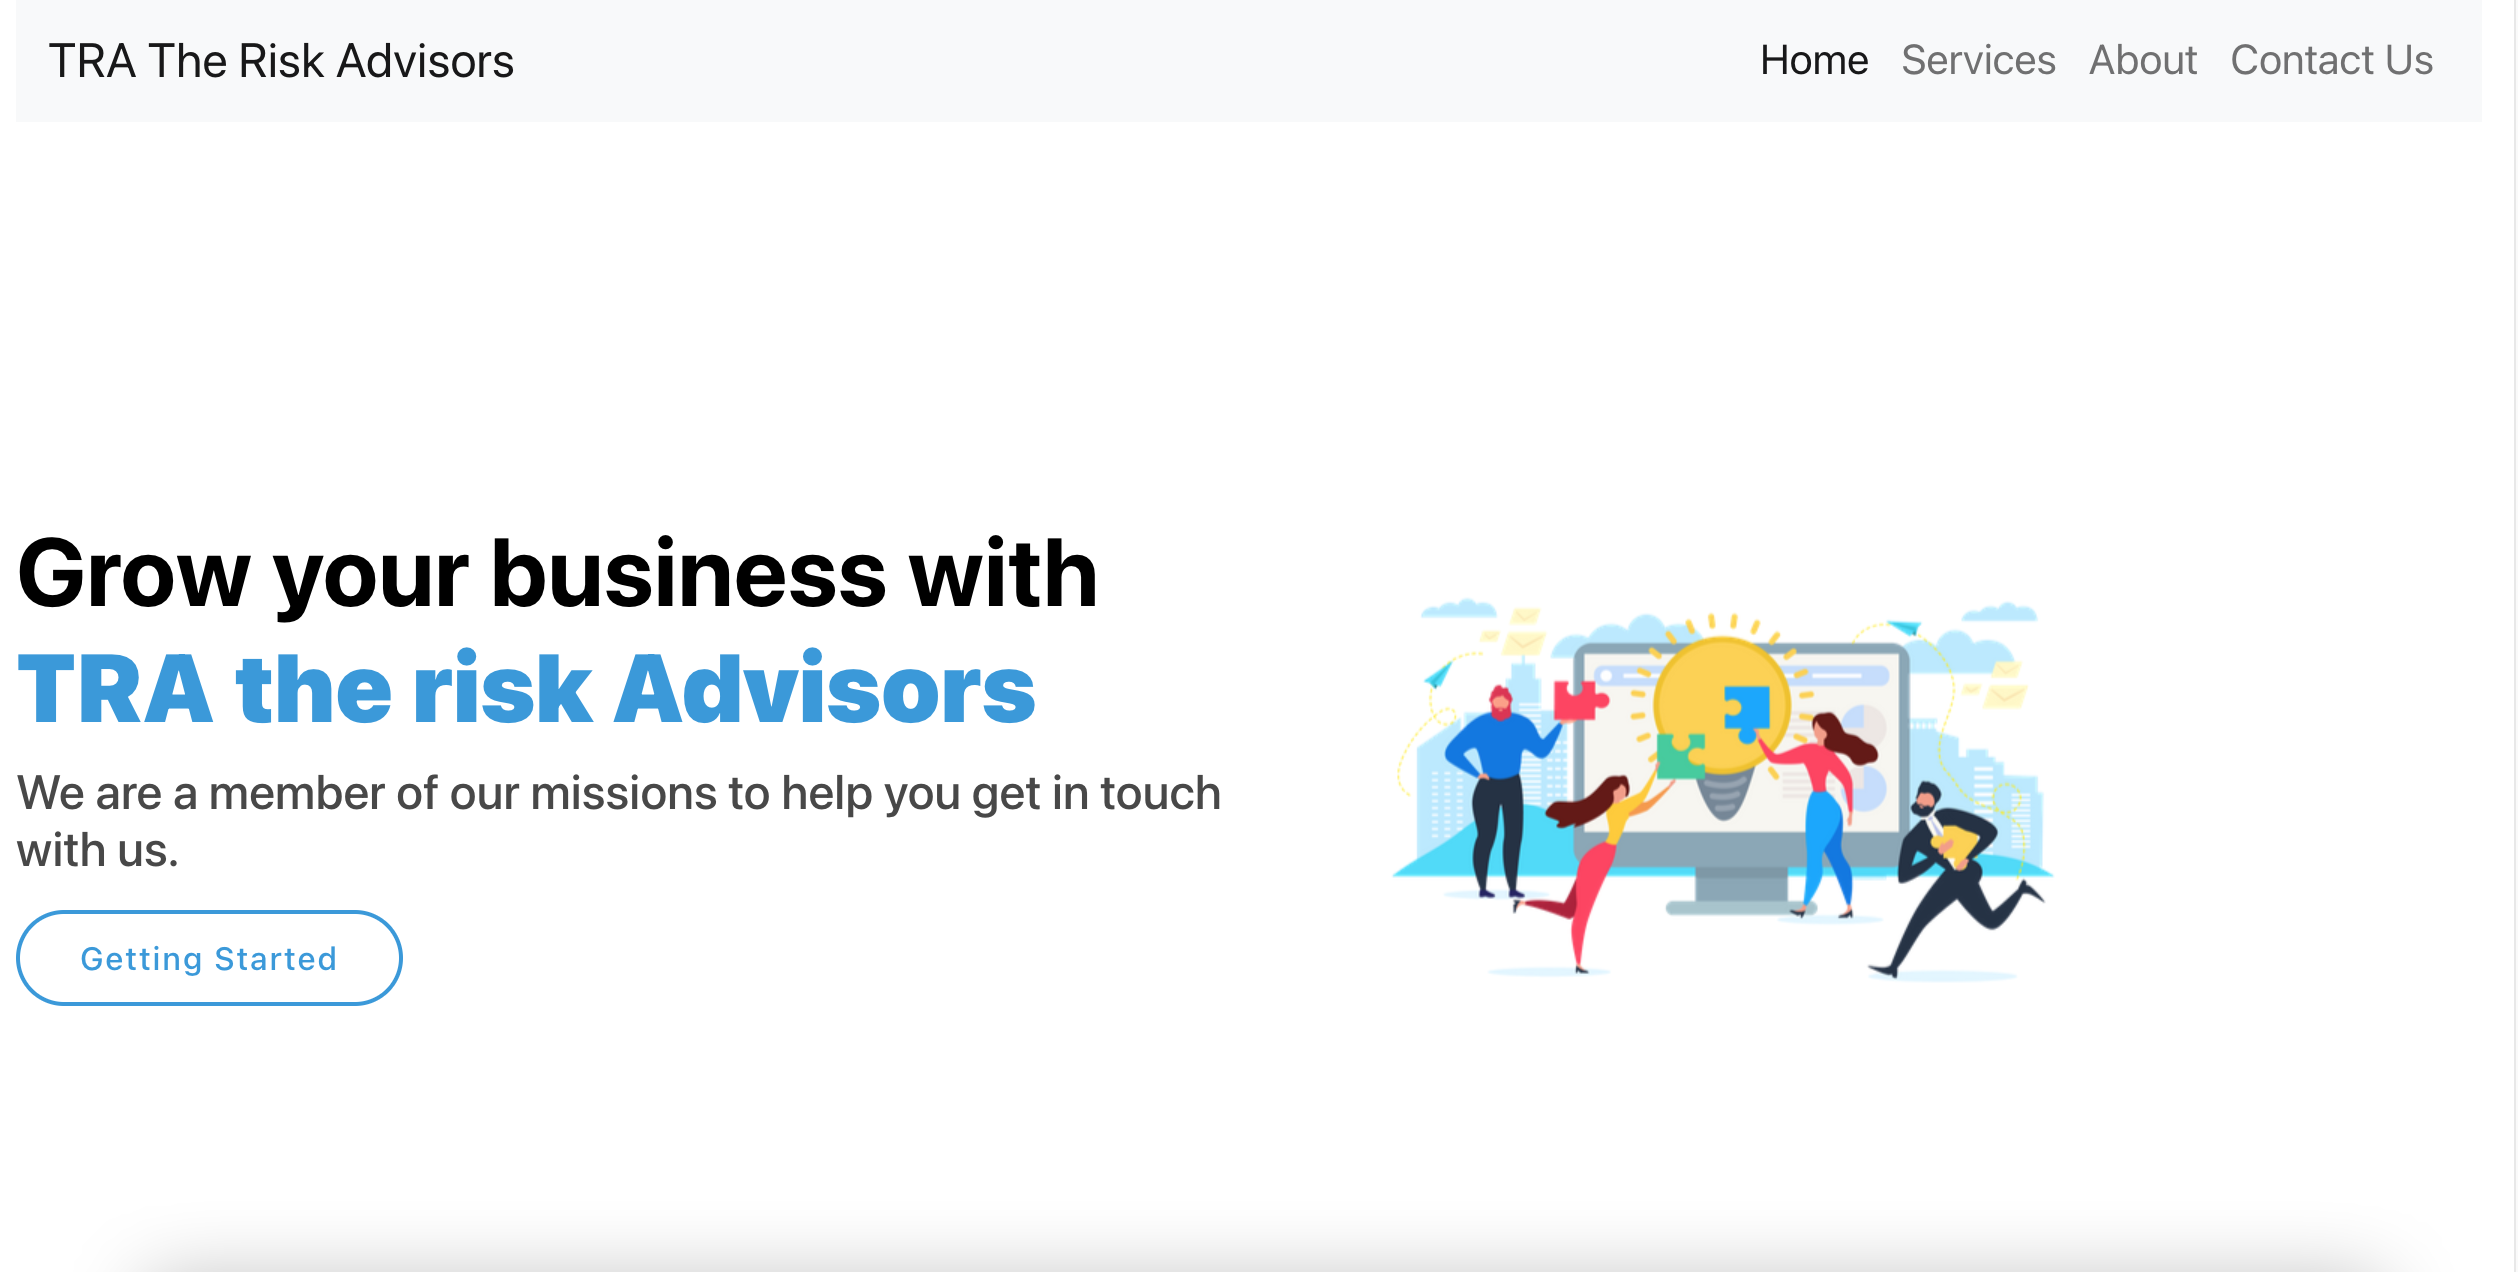 TRA The Risk Advisors
Home Services About Contact Us
Grow your business with
TRA the risk Advisors
We are a member of our missions to help you get in touch
with us.
Getting Started